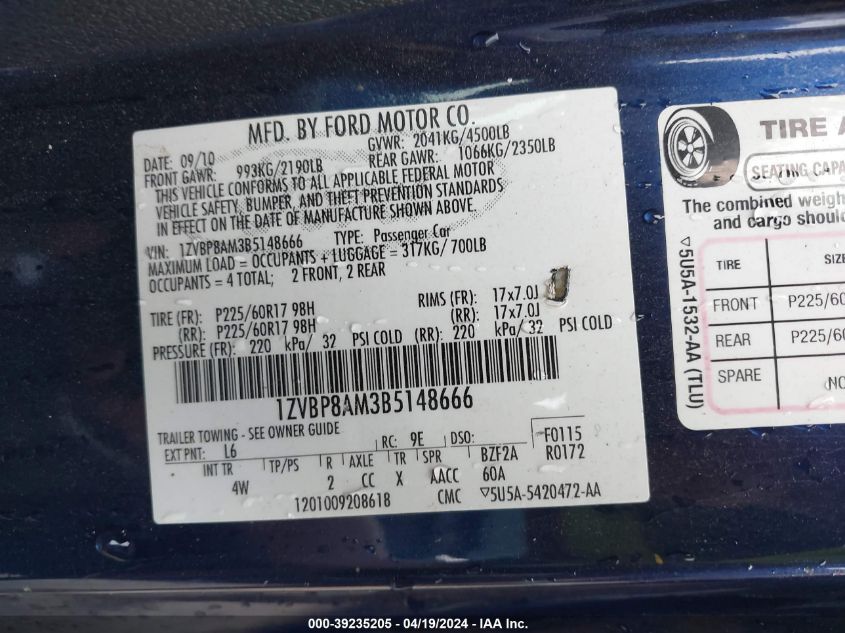 MFD. BY FORD MOTOR CO.
DATE: 09/10
GVWR: 2041KG/4500LB
FRONT GAWR: 993KG/2190LB
REAR GAWR: 1066KG/2350LB
THIS VEHICLE CONFORMS TO ALL APPLICABLE FEDERAL MOTOR
VEHICLE SAFETY, BUMPER, AND THEFT PREVENTION STANDARDS
IN EFFECT ON THE DATE OF MANUFACTURE SHOWN ABOVE.
VIN: 1ZVBP8AM3B5148666 TYPE: Passenger Car
MAXIMUM LOAD = OCCUPANTS + LUGGAGE = 317KG/700LB
OCCUPANTS = 4 TOTAL; 2 FRONT, 2 REAR
TIRE (FR): P225/60R17 98H RIMS (FR): 17x7.0J
(RR): P225/60R17 98H (RR): 17x7.0J
PRESSURE (FR): 220 kPa/ 32 PSI COLD (RR): 220 kPa/ 32 PSI COLD
1ZVBP8AM3B5148666
TRAILER TOWING - SEE OWNER GUIDE
EXT PNT: L6 RC: 9E DSO: F0115
INT TR TP/PS R AXLE TR SPR BZF2A R0172
4W 2 CC X AACC 60A
1201009208618 CMC ▽5U5A-5420472-AA
TIRE A
SEATING CAPA
The combined weigh
and cargo shoul
▽5U5A-1532-AA (TLU)
TIRE SIZ
FRONT P225/60
REAR P225/60
SPARE NO
000-39235205 - 04/19/2024 - IAA Inc.